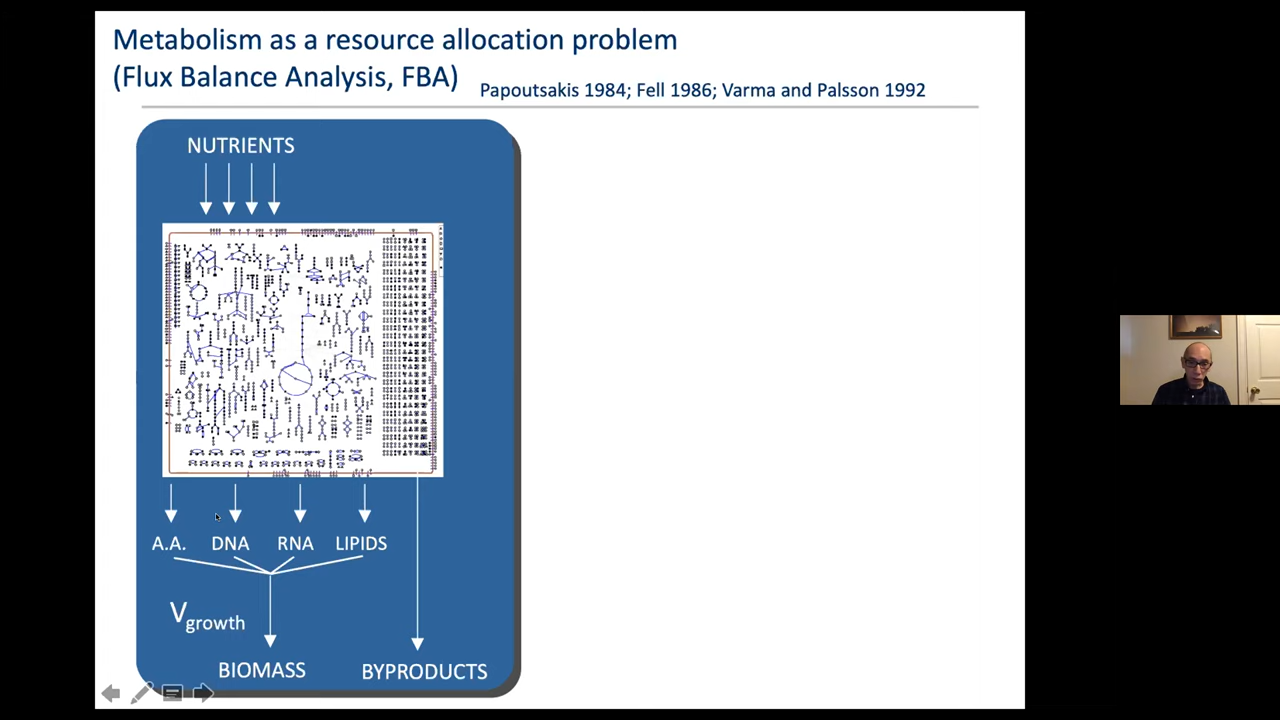 Metabolism as a resource allocation problem
(Flux Balance Analysis, FBA)
Papoutsakis 1984; Fell 1986; Varma and Palsson 1992
NUTRIENTS
A.A. DNA RNA LIPIDS
Vgrowth
BIOMASS BYPRODUCTS